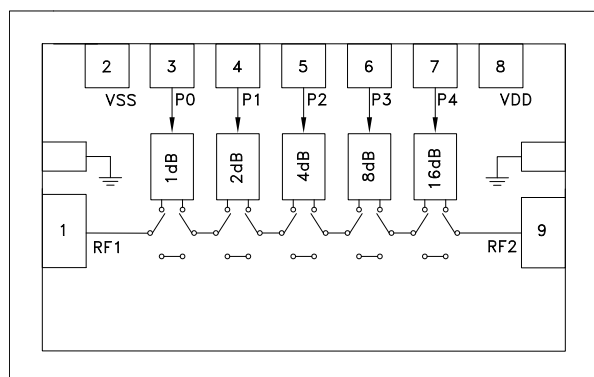 2 3 4 5 6 7 8
VSS P0 P1 P2 P3 P4 VDD
1dB 2dB 4dB 8dB 16dB
1 9
RF1 RF2